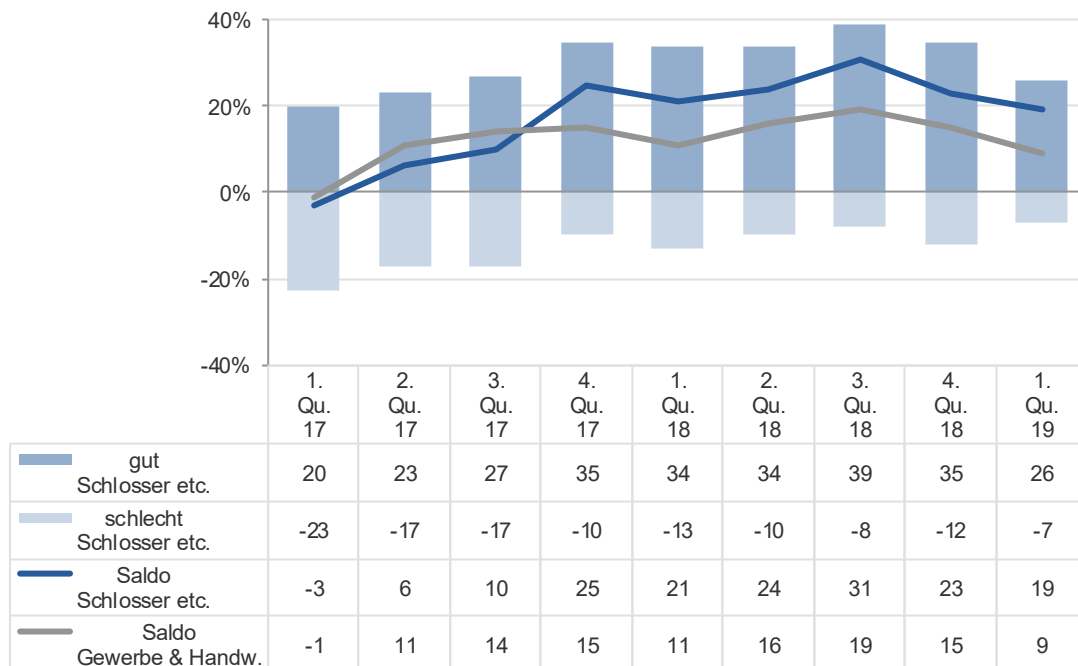 40%
20%
0%
-20%
-40%
1. 2. 3. 4. 1. 2. 3. 4. 1.
Qu. Qu. Qu. Qu. Qu. Qu. Qu. Qu. Qu.
17 17 17 17 18 18 18 18 19
gut
Schlosser etc. 20 23 27 35 34 34 39 35 26
schlecht
Schlosser etc. -23 -17 -17 -10 -13 -10 -8 -12 -7
Saldo
Schlosser etc. -3 6 10 25 21 24 31 23 19
Saldo
Gewerbe & Handw. -1 11 14 15 11 16 19 15 9